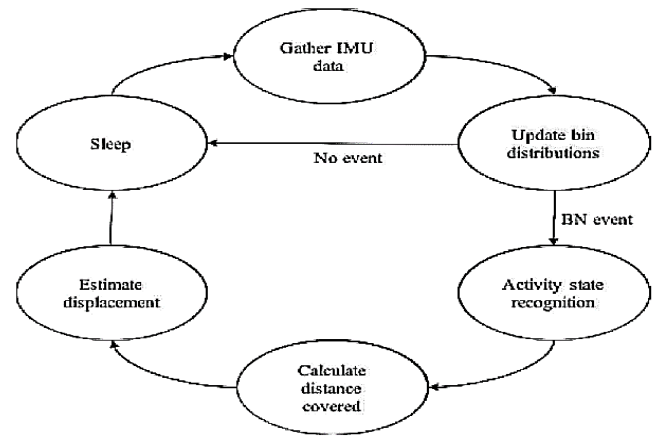 Gather IMU
data
Sleep
Update bin
distributions
No event
BN event
Estimate
displacement
Activity state
recognition
Calculate
distance
covered